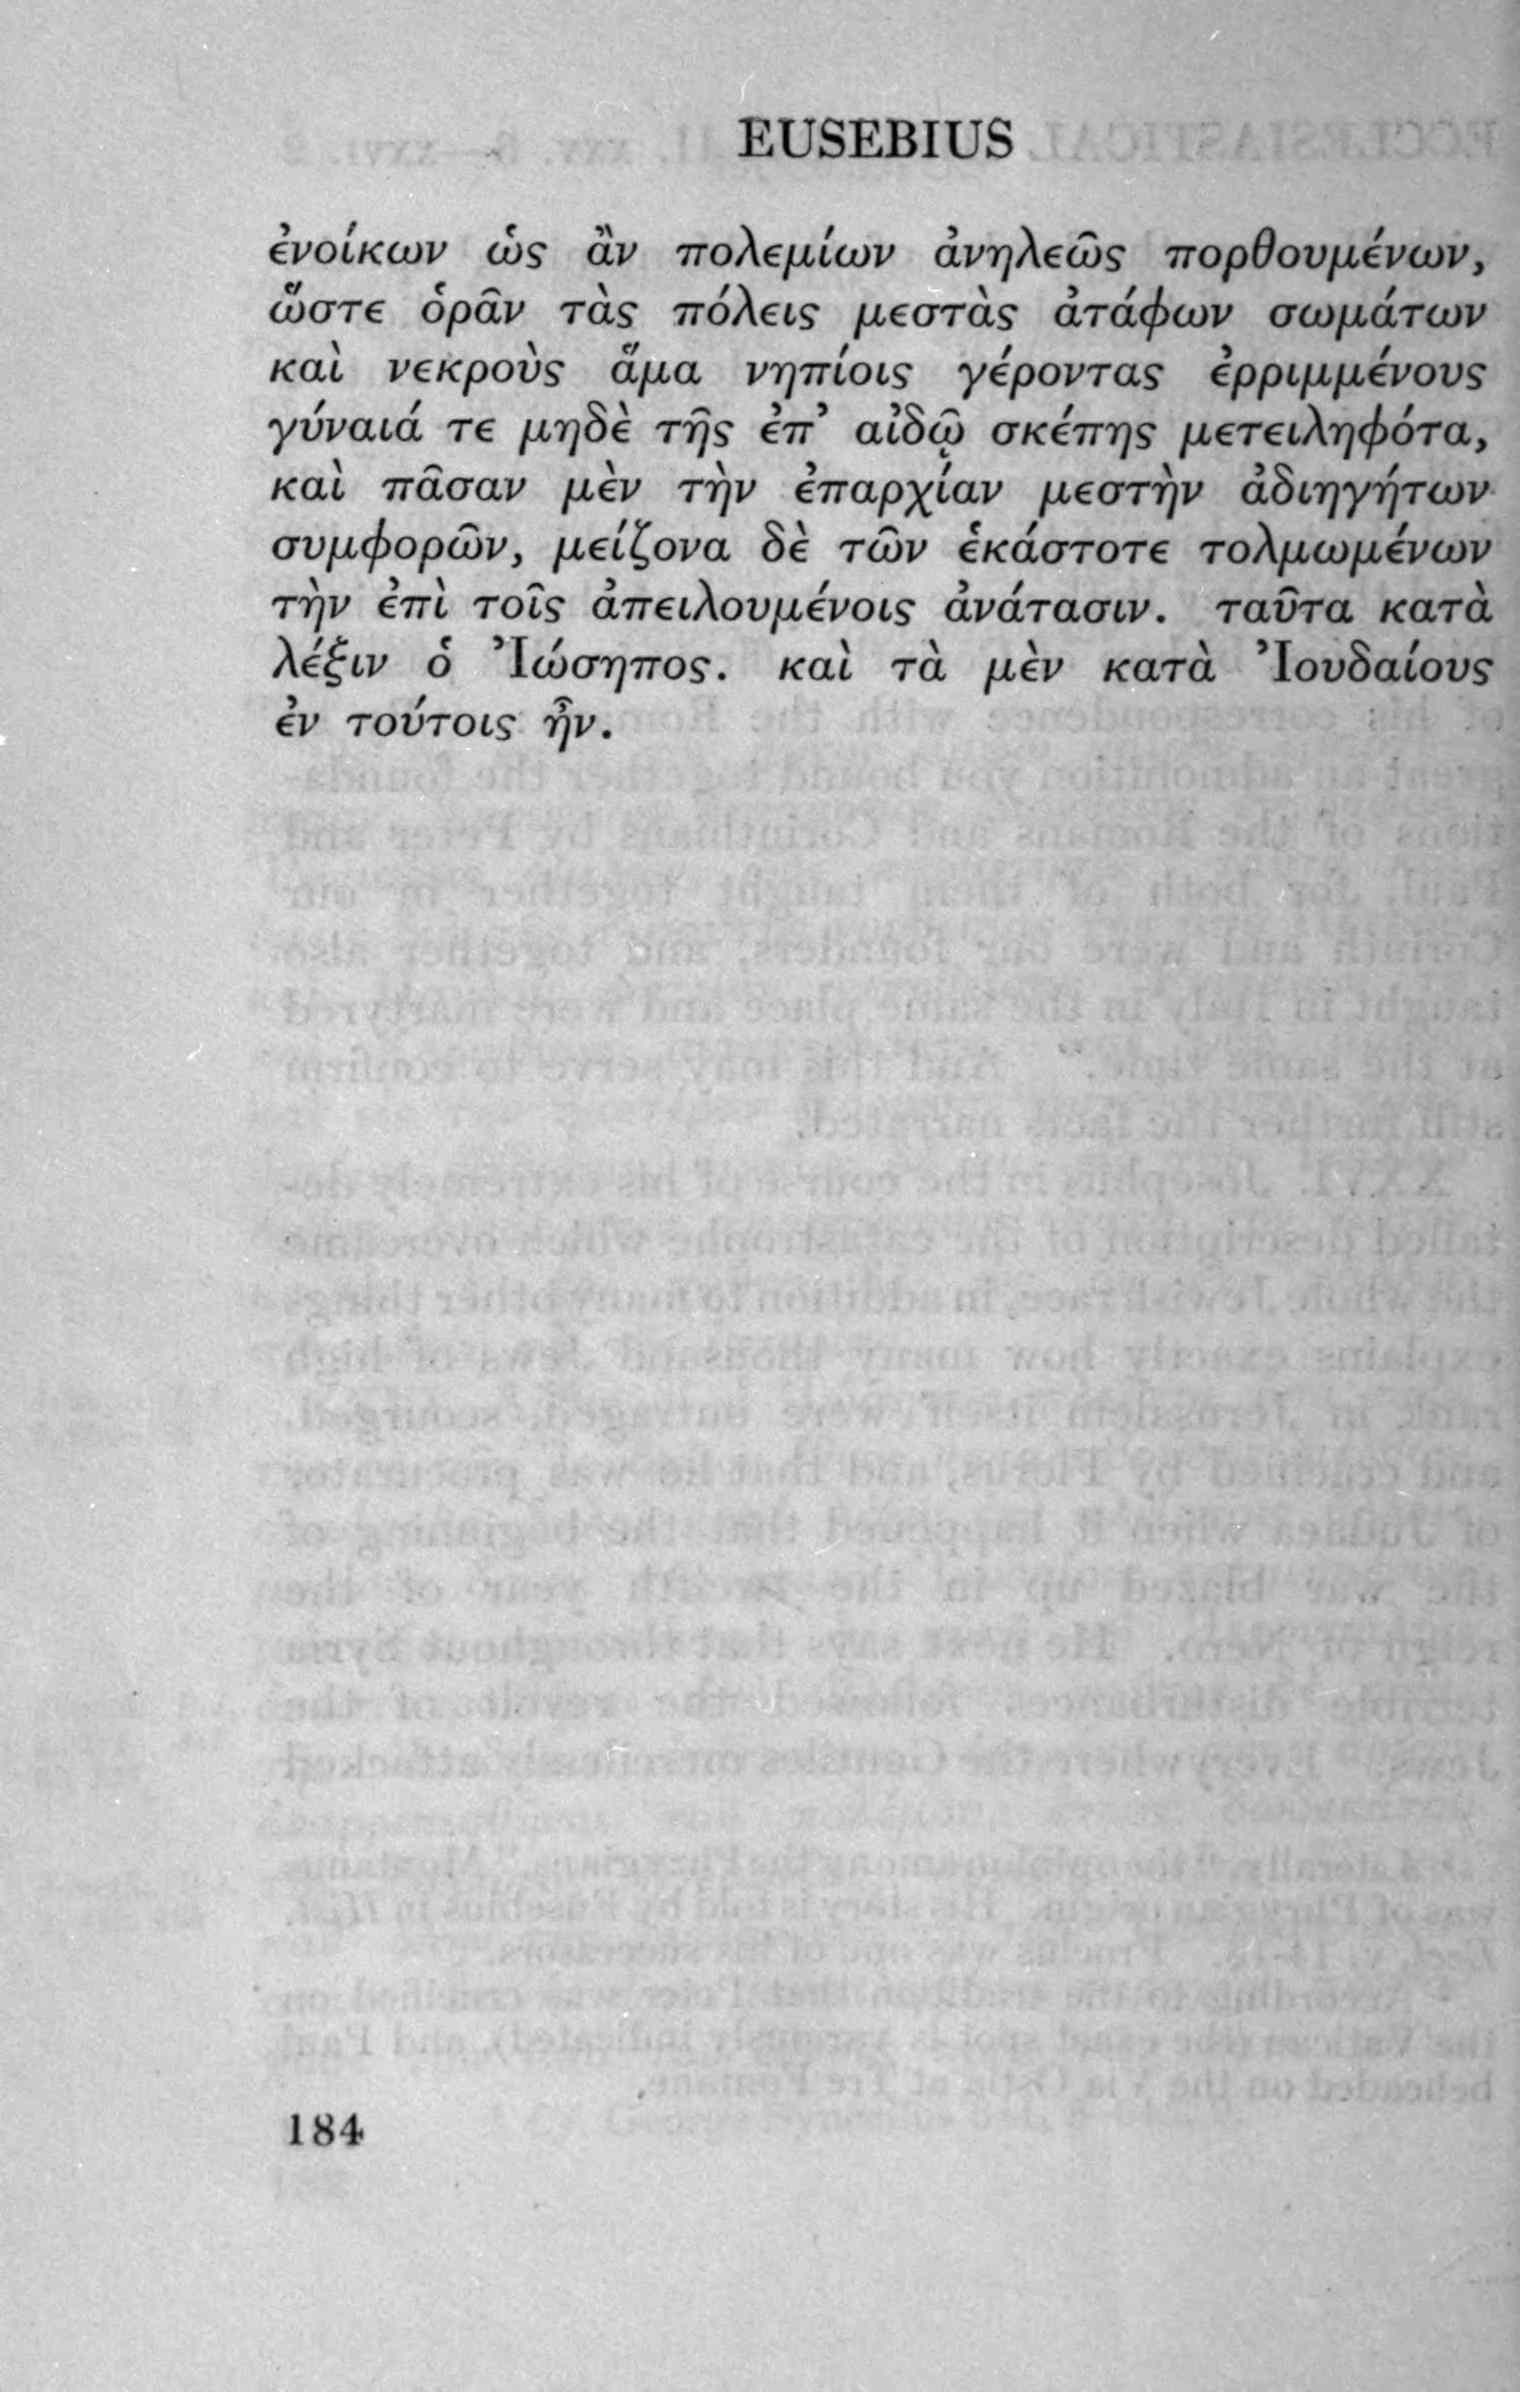 EUSEBIUS
ἐνοίκων ὡς ἂν πολεμίων ἀνηλεῶς πορθουμένων,
ὥστε ὁρᾶν τὰς πόλεις μεστὰς ἀτάφων σωμάτων
καὶ νεκροὺς ἅμα νηπίοις γέροντας ἐρριμμένους
γύναιά τε μηδὲ τῆς ἐπ’ αἰδῷ σκέπης μετειληφότα,
καὶ πᾶσαν μὲν τὴν ἐπαρχίαν μεστὴν ἀδιηγήτων
συμφορῶν, μείζονα δὲ τῶν ἑκάστοτε τολμωμένων
τὴν ἐπὶ τοῖς ἀπειλουμένοις ἀνάτασιν. ταῦτα κατὰ
λέξιν ὁ Ἰώσηπος. καὶ τὰ μὲν κατὰ Ἰουδαίους
ἐν τούτοις ἦν.
184